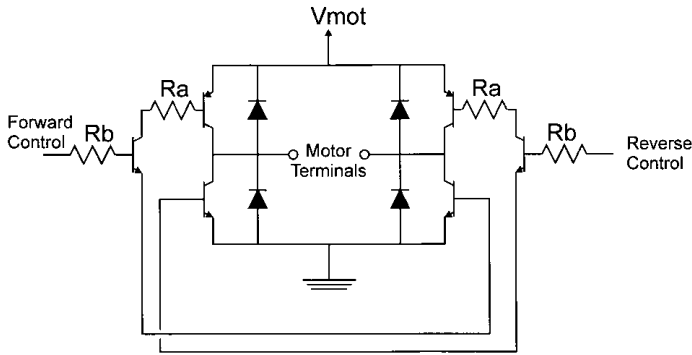 Vmot
Ra
Ra
Forward
Control
Rb
Motor
Terminals
Rb
Reverse
Control